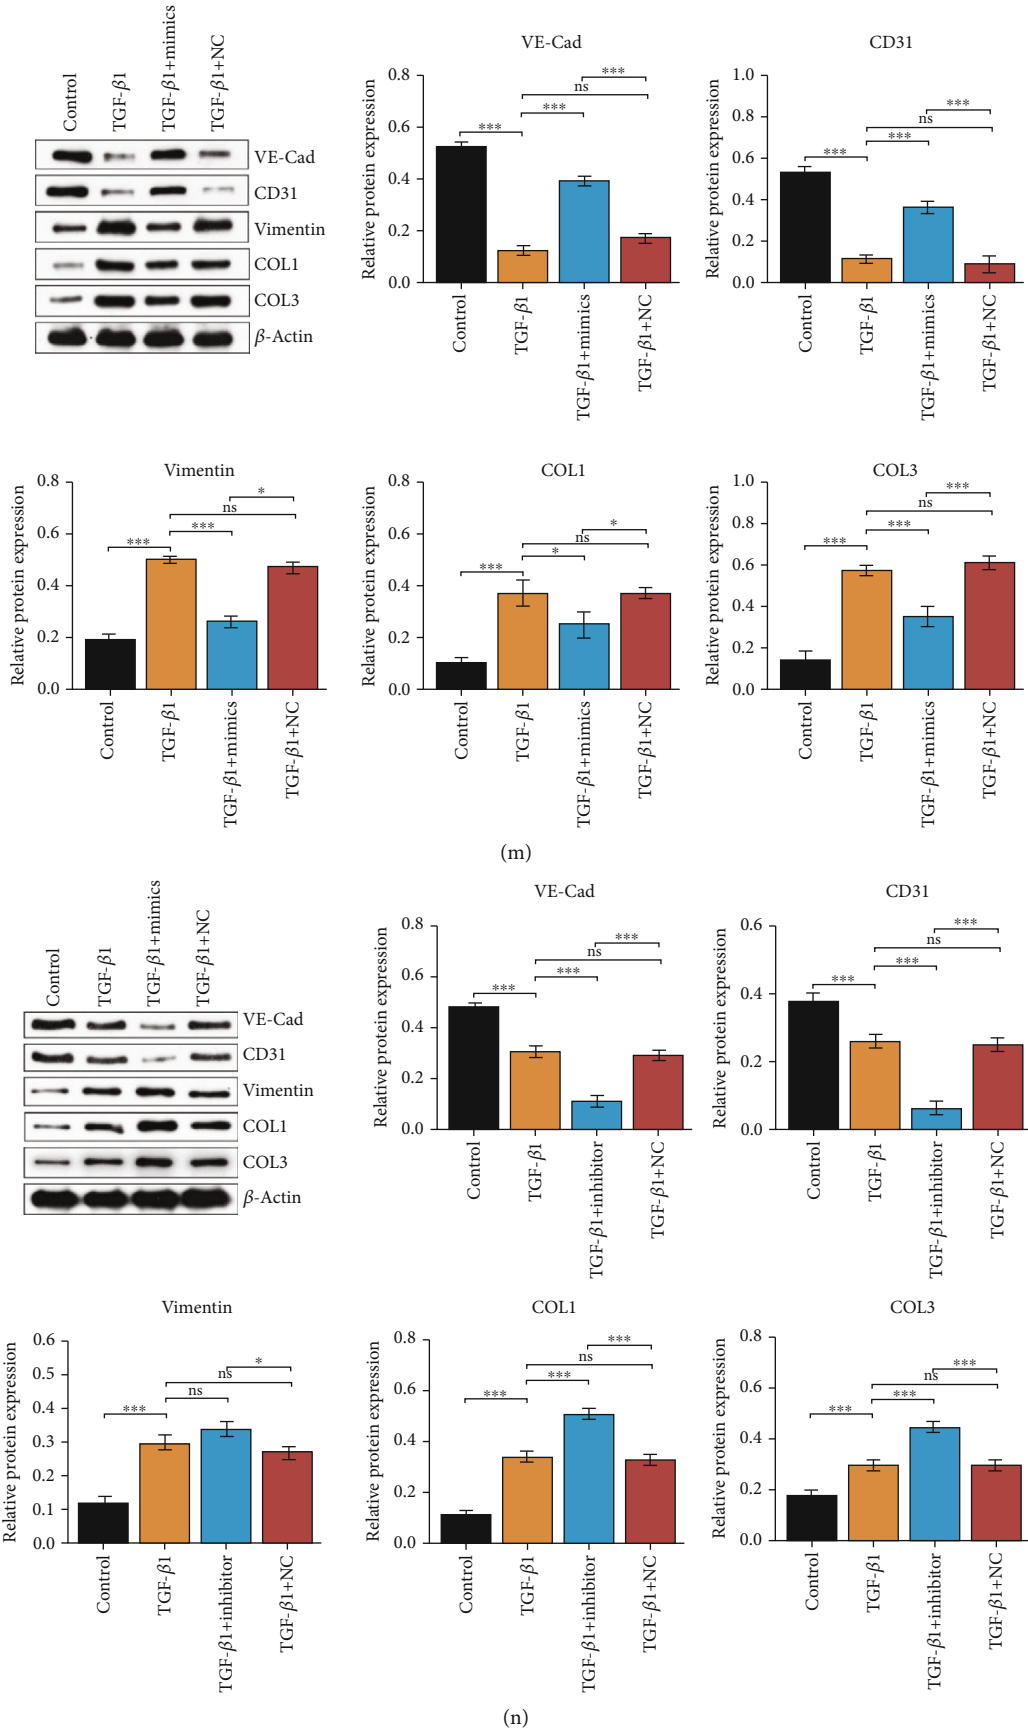 Control
TGF-β1
TGF-β1+mimics
TGF-β1+NC
VE-Cad
CD31
Vimentin
COL1
COL3
β-Actin
VE-Cad
Relative protein expression
0.8
0.6
0.4
0.2
0.0
***
ns
***
***
Control
TGF-β1
TGF-β1+mimics
TGF-β1+NC
CD31
Relative protein expression
1.0
0.8
0.6
0.4
0.2
0.0
***
ns
***
***
Control
TGF-β1
TGF-β1+mimics
TGF-β1+NC
Vimentin
Relative protein expression
0.8
0.6
0.4
0.2
0.0
*
ns
***
***
Control
TGF-β1
TGF-β1+mimics
TGF-β1+NC
COL1
Relative protein expression
0.8
0.6
0.4
0.2
0.0
*
ns
*
***
Control
TGF-β1
TGF-β1+mimics
TGF-β1+NC
COL3
Relative protein expression
1.0
0.8
0.6
0.4
0.2
0.0
***
ns
***
***
Control
TGF-β1
TGF-β1+mimics
TGF-β1+NC
(m)
Control
TGF-β1
TGF-β1+mimics
TGF-β1+NC
VE-Cad
CD31
Vimentin
COL1
COL3
β-Actin
VE-Cad
Relative protein expression
0.8
0.6
0.4
0.2
0.0
***
ns
***
***
Control
TGF-β1
TGF-β1+inhibitor
TGF-β1+NC
CD31
Relative protein expression
0.6
0.4
0.2
0.0
***
ns
***
***
Control
TGF-β1
TGF-β1+inhibitor
TGF-β1+NC
Vimentin
Relative protein expression
0.6
0.5
0.4
0.3
0.2
0.1
0.0
*
ns
ns
***
Control
TGF-β1
TGF-β1+inhibitor
TGF-β1+NC
COL1
Relative protein expression
0.8
0.6
0.4
0.2
0.0
***
ns
***
***
Control
TGF-β1
TGF-β1+inhibitor
TGF-β1+NC
COL3
Relative protein expression
0.8
0.6
0.4
0.2
0.0
***
ns
***
***
Control
TGF-β1
TGF-β1+inhibitor
TGF-β1+NC
(n)